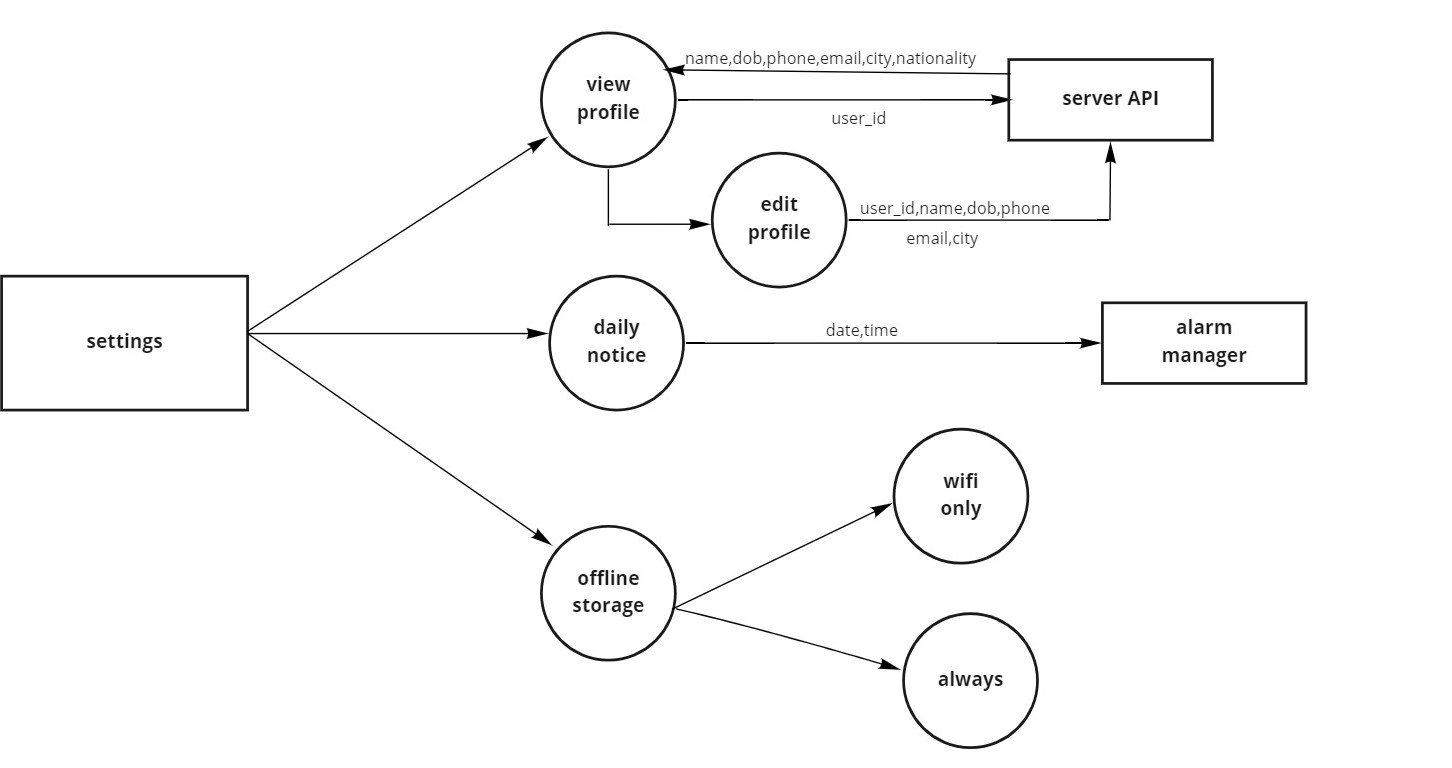 name,dob,phone,email,city,nationality
view
profile
server API
user_id
edit
profile
user_id,name,dob,phone
email,city
settings
daily
notice
date,time
alarm
manager
wifi
only
offline
storage
always